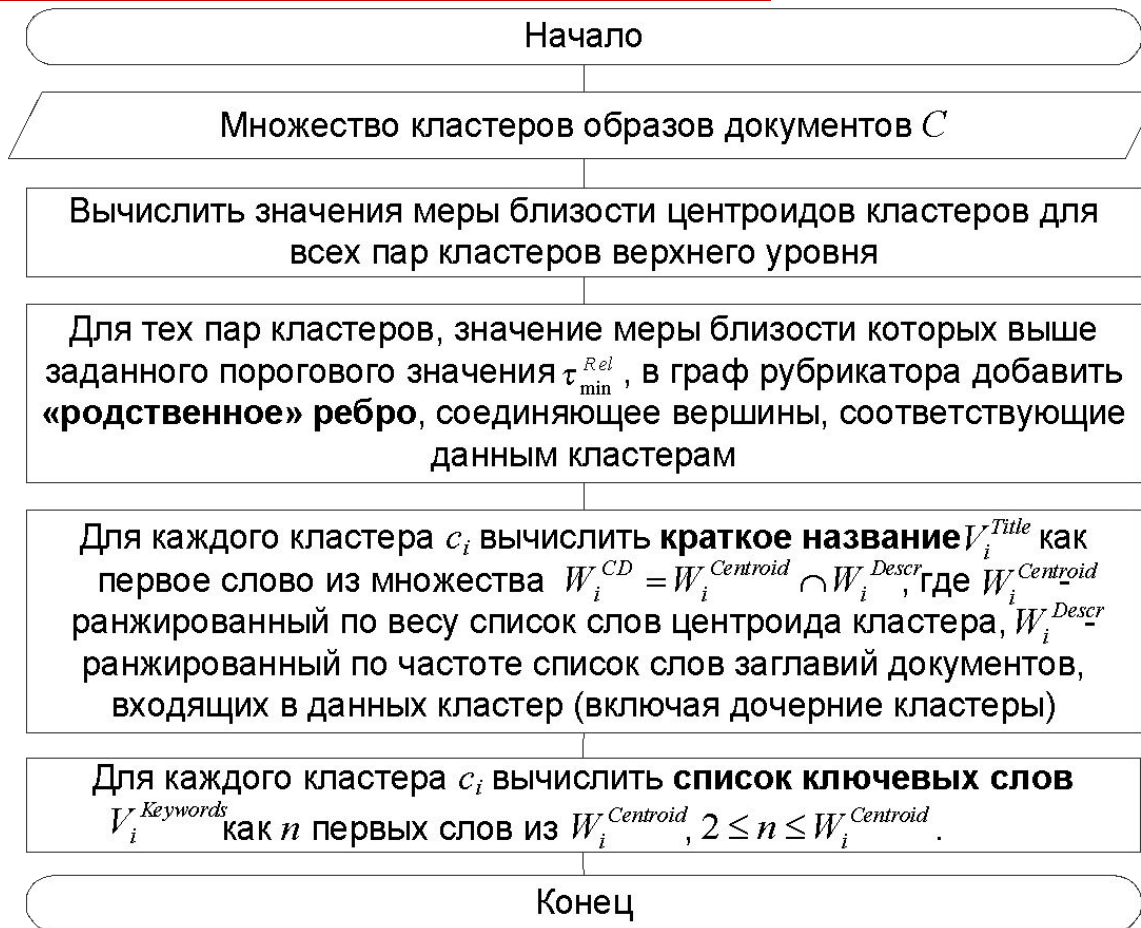 Начало
Множество кластеров образов документов C
Вычислить значения меры близости центроидов кластеров для
всех пар кластеров верхнего уровня
Для тех пар кластеров, значение меры близости которых выше
заданного порогового значения τ_min^Rel , в граф рубрикатора добавить
«родственное» ребро, соединяющее вершины, соответствующие
данным кластерам
Для каждого кластера c_i вычислить краткое название V_i^Title как
первое слово из множества W_i^CD = W_i^Centroid ∩ W_i^Descr, где W_i^Centroid -
ранжированный по весу список слов центроида кластера, W_i^Descr -
ранжированный по частоте список слов заглавий документов,
входящих в данных кластер (включая дочерние кластеры)
Для каждого кластера c_i вычислить список ключевых слов
V_i^Keywords как n первых слов из W_i^Centroid, 2 ≤ n ≤ W_i^Centroid .
Конец